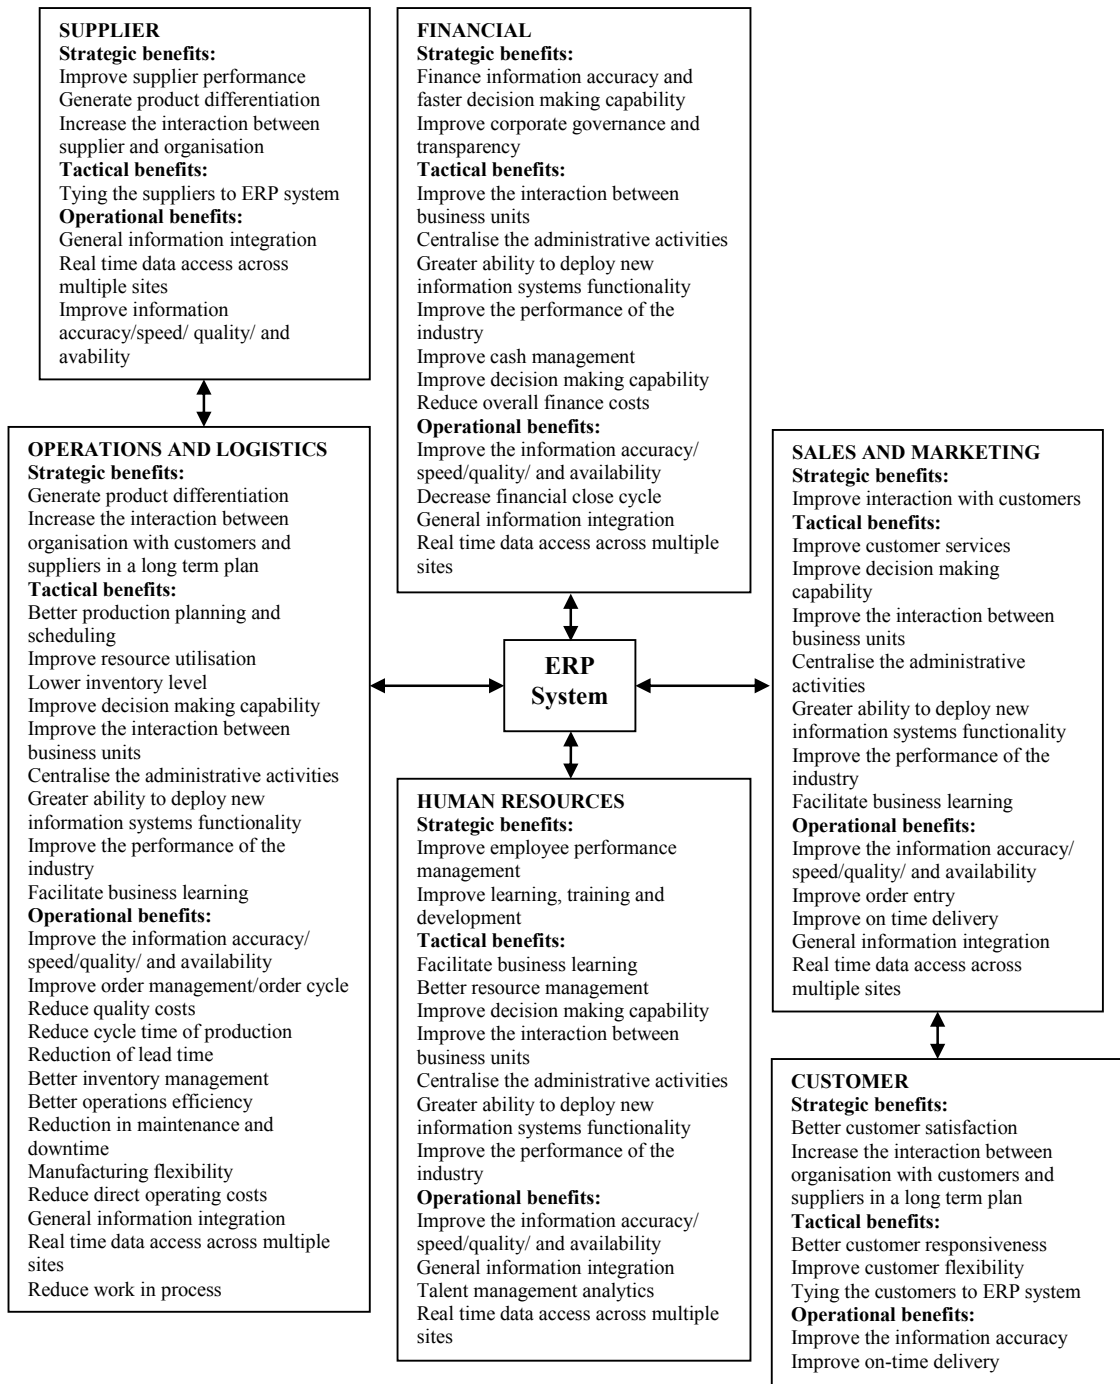 SUPPLIER
Strategic benefits:
Improve supplier performance
Generate product differentiation
Increase the interaction between
supplier and organisation
Tactical benefits:
Tying the suppliers to ERP system
Operational benefits:
General information integration
Real time data access across
multiple sites
Improve information
accuracy/speed/ quality/ and
avability
FINANCIAL
Strategic benefits:
Finance information accuracy and
faster decision making capability
Improve corporate governance and
transparency
Tactical benefits:
Improve the interaction between
business units
Centralise the administrative activities
Greater ability to deploy new
information systems functionality
Improve the performance of the
industry
Improve cash management
Improve decision making capability
Reduce overall finance costs
Operational benefits:
Improve the information accuracy/
speed/quality/ and availability
Decrease financial close cycle
General information integration
Real time data access across multiple
sites
OPERATIONS AND LOGISTICS
Strategic benefits:
Generate product differentiation
Increase the interaction between
organisation with customers and
suppliers in a long term plan
Tactical benefits:
Better production planning and
scheduling
Improve resource utilisation
Lower inventory level
Improve decision making capability
Improve the interaction between
business units
Centralise the administrative activities
Greater ability to deploy new
information systems functionality
Improve the performance of the
industry
Facilitate business learning
Operational benefits:
Improve the information accuracy/
speed/quality/ and availability
Improve order management/order cycle
Reduce quality costs
Reduce cycle time of production
Reduction of lead time
Better inventory management
Better operations efficiency
Reduction in maintenance and
downtime
Manufacturing flexibility
Reduce direct operating costs
General information integration
Real time data access across multiple
sites
Reduce work in process
ERP
System
SALES AND MARKETING
Strategic benefits:
Improve interaction with customers
Tactical benefits:
Improve customer services
Improve decision making
capability
Improve the interaction between
business units
Centralise the administrative
activities
Greater ability to deploy new
information systems functionality
Improve the performance of the
industry
Facilitate business learning
Operational benefits:
Improve the information accuracy/
speed/quality/ and availability
Improve order entry
Improve on time delivery
General information integration
Real time data access across
multiple sites
HUMAN RESOURCES
Strategic benefits:
Improve employee performance
management
Improve learning, training and
development
Tactical benefits:
Facilitate business learning
Better resource management
Improve decision making capability
Improve the interaction between
business units
Centralise the administrative activities
Greater ability to deploy new
information systems functionality
Improve the performance of the
industry
Operational benefits:
Improve the information accuracy/
speed/quality/ and availability
General information integration
Talent management analytics
Real time data access across multiple
sites
CUSTOMER
Strategic benefits:
Better customer satisfaction
Increase the interaction between
organisation with customers and
suppliers in a long term plan
Tactical benefits:
Better customer responsiveness
Improve customer flexibility
Tying the customers to ERP system
Operational benefits:
Improve the information accuracy
Improve on-time delivery